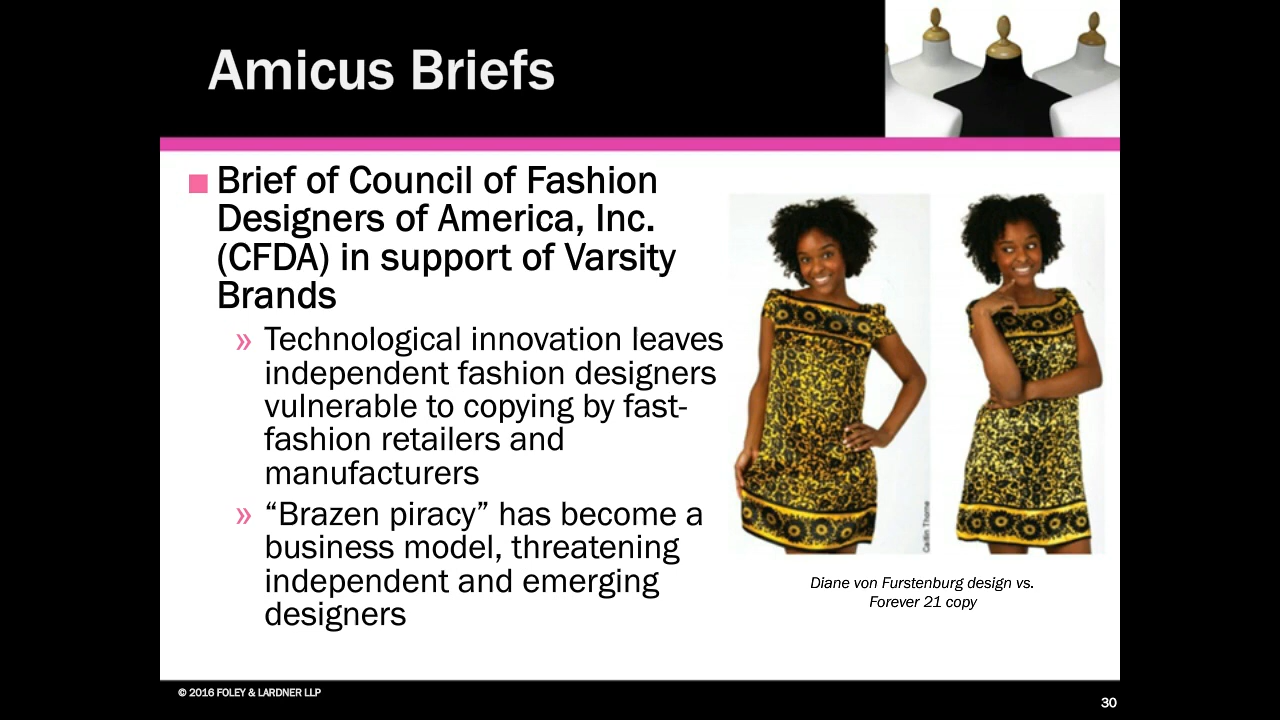 Amicus Briefs
■ Brief of Council of Fashion
Designers of America, Inc.
(CFDA) in support of Varsity
Brands
» Technological innovation leaves
independent fashion designers
vulnerable to copying by fast-
fashion retailers and
manufacturers
» “Brazen piracy” has become a
business model, threatening
independent and emerging
designers
Caitlin Thorne
Diane von Furstenburg design vs.
Forever 21 copy
© 2016 FOLEY & LARDNER LLP
30